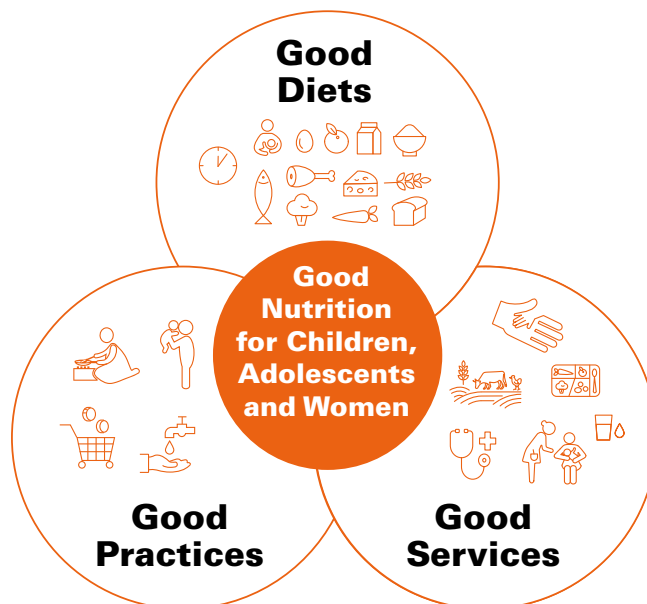 Good
Diets
Good
Nutrition
for Children,
Adolescents
and Women
Good
Practices
Good
Services